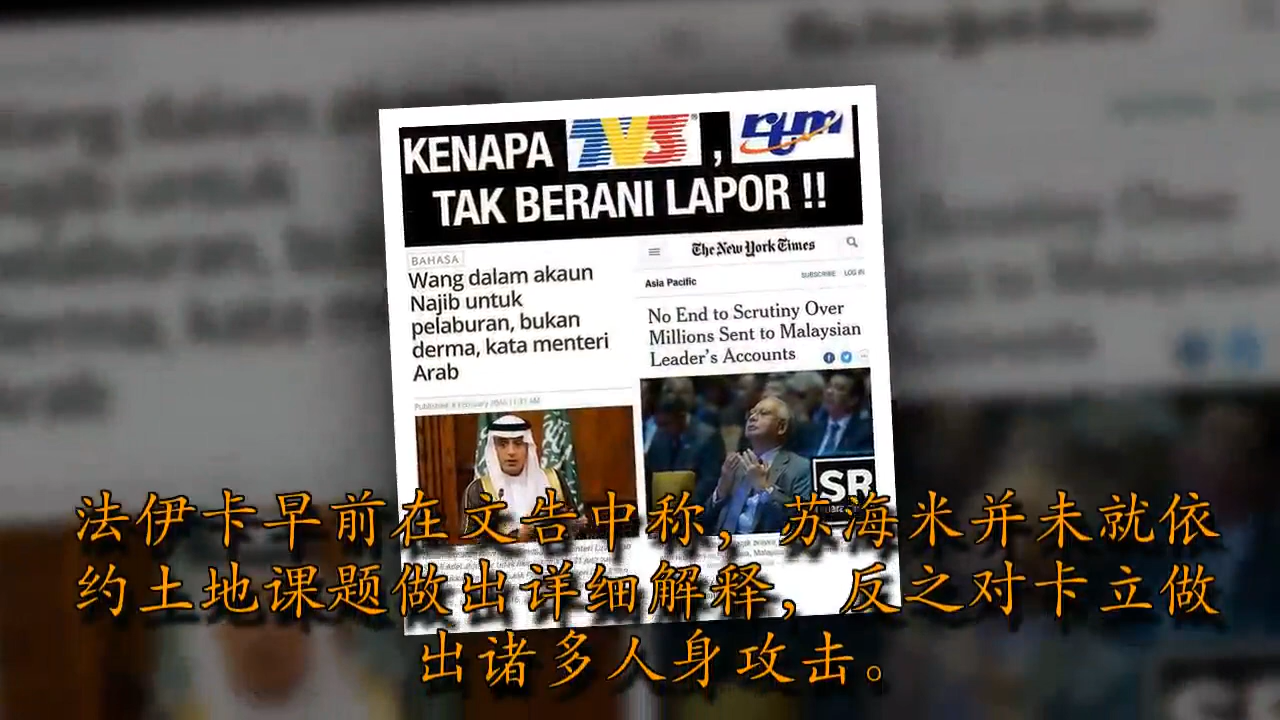 KENAPA TV3, rtm
TAK BERANI LAPOR !!
BAHASA
Wang dalam akaun
Najib untuk
pelaburan, bukan
derma, kata menteri
Arab
The New York Times
Asia Pacific
SUBSCRIBE LOG IN
No End to Scrutiny Over
Millions Sent to Malaysian
Leader's Accounts
SR
法伊卡早前在文告中称，苏海米并未就依
约土地课题做出详细解释，反之对卡立做
出诸多人身攻击。